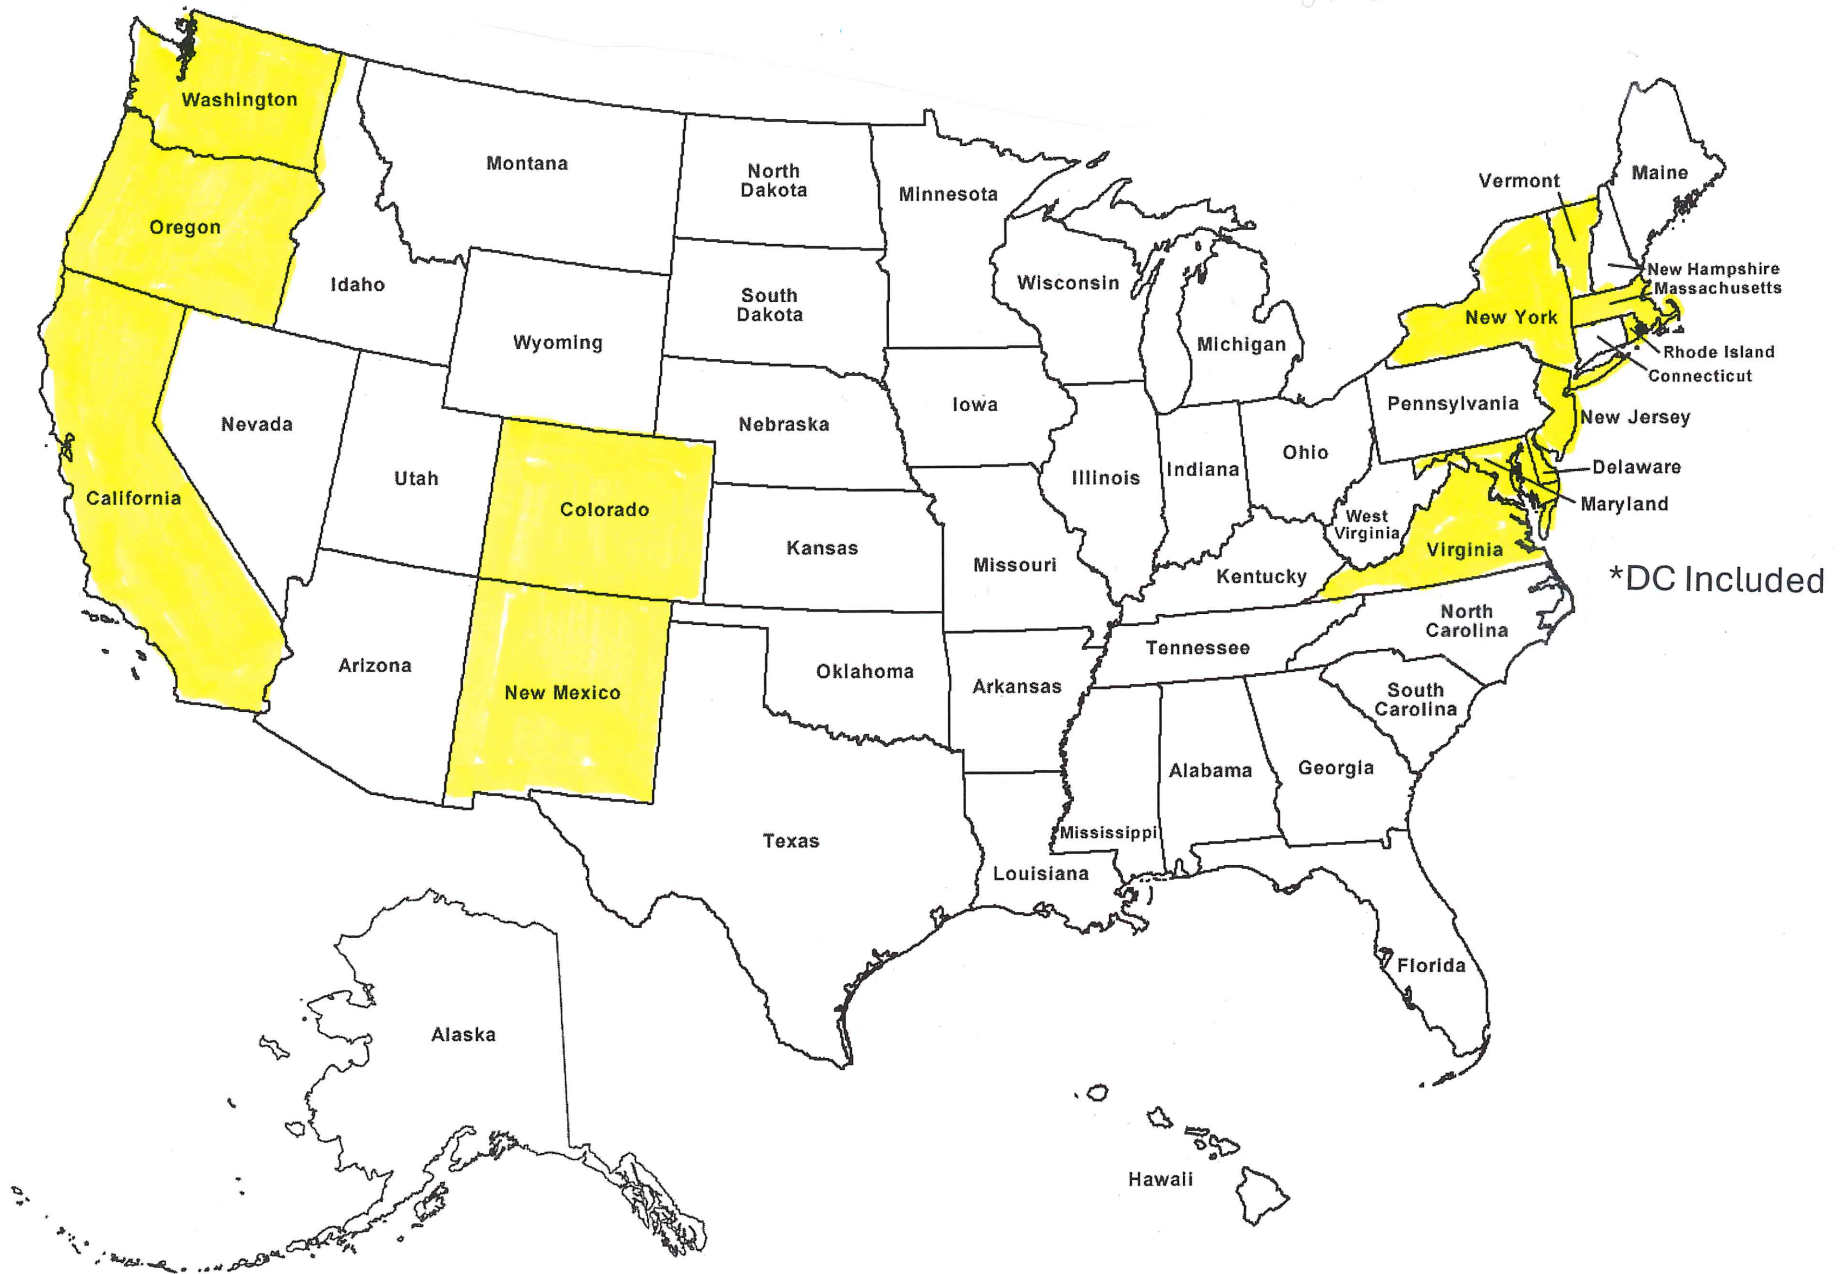 Washington
Montana
North
Dakota
Minnesota
Vermont
Maine
Oregon
Idaho
Wisconsin
New Hampshire
Massachusetts
South
Dakota
New York
Wyoming
Michigan
Rhode Island
Connecticut
Iowa
Pennsylvania
New Jersey
Nevada
Nebraska
Ohio
Utah
Illinois
Indiana
Delaware
California
Colorado
Maryland
West
Virginia
Kansas
Virginia
Missouri
Kentucky
*DC Included
North
Carolina
Tennessee
Arizona
Oklahoma
Arkansas
New Mexico
South
Carolina
Alabama
Georgia
Mississippi
Texas
Louisiana
Florida
Alaska
Hawaii